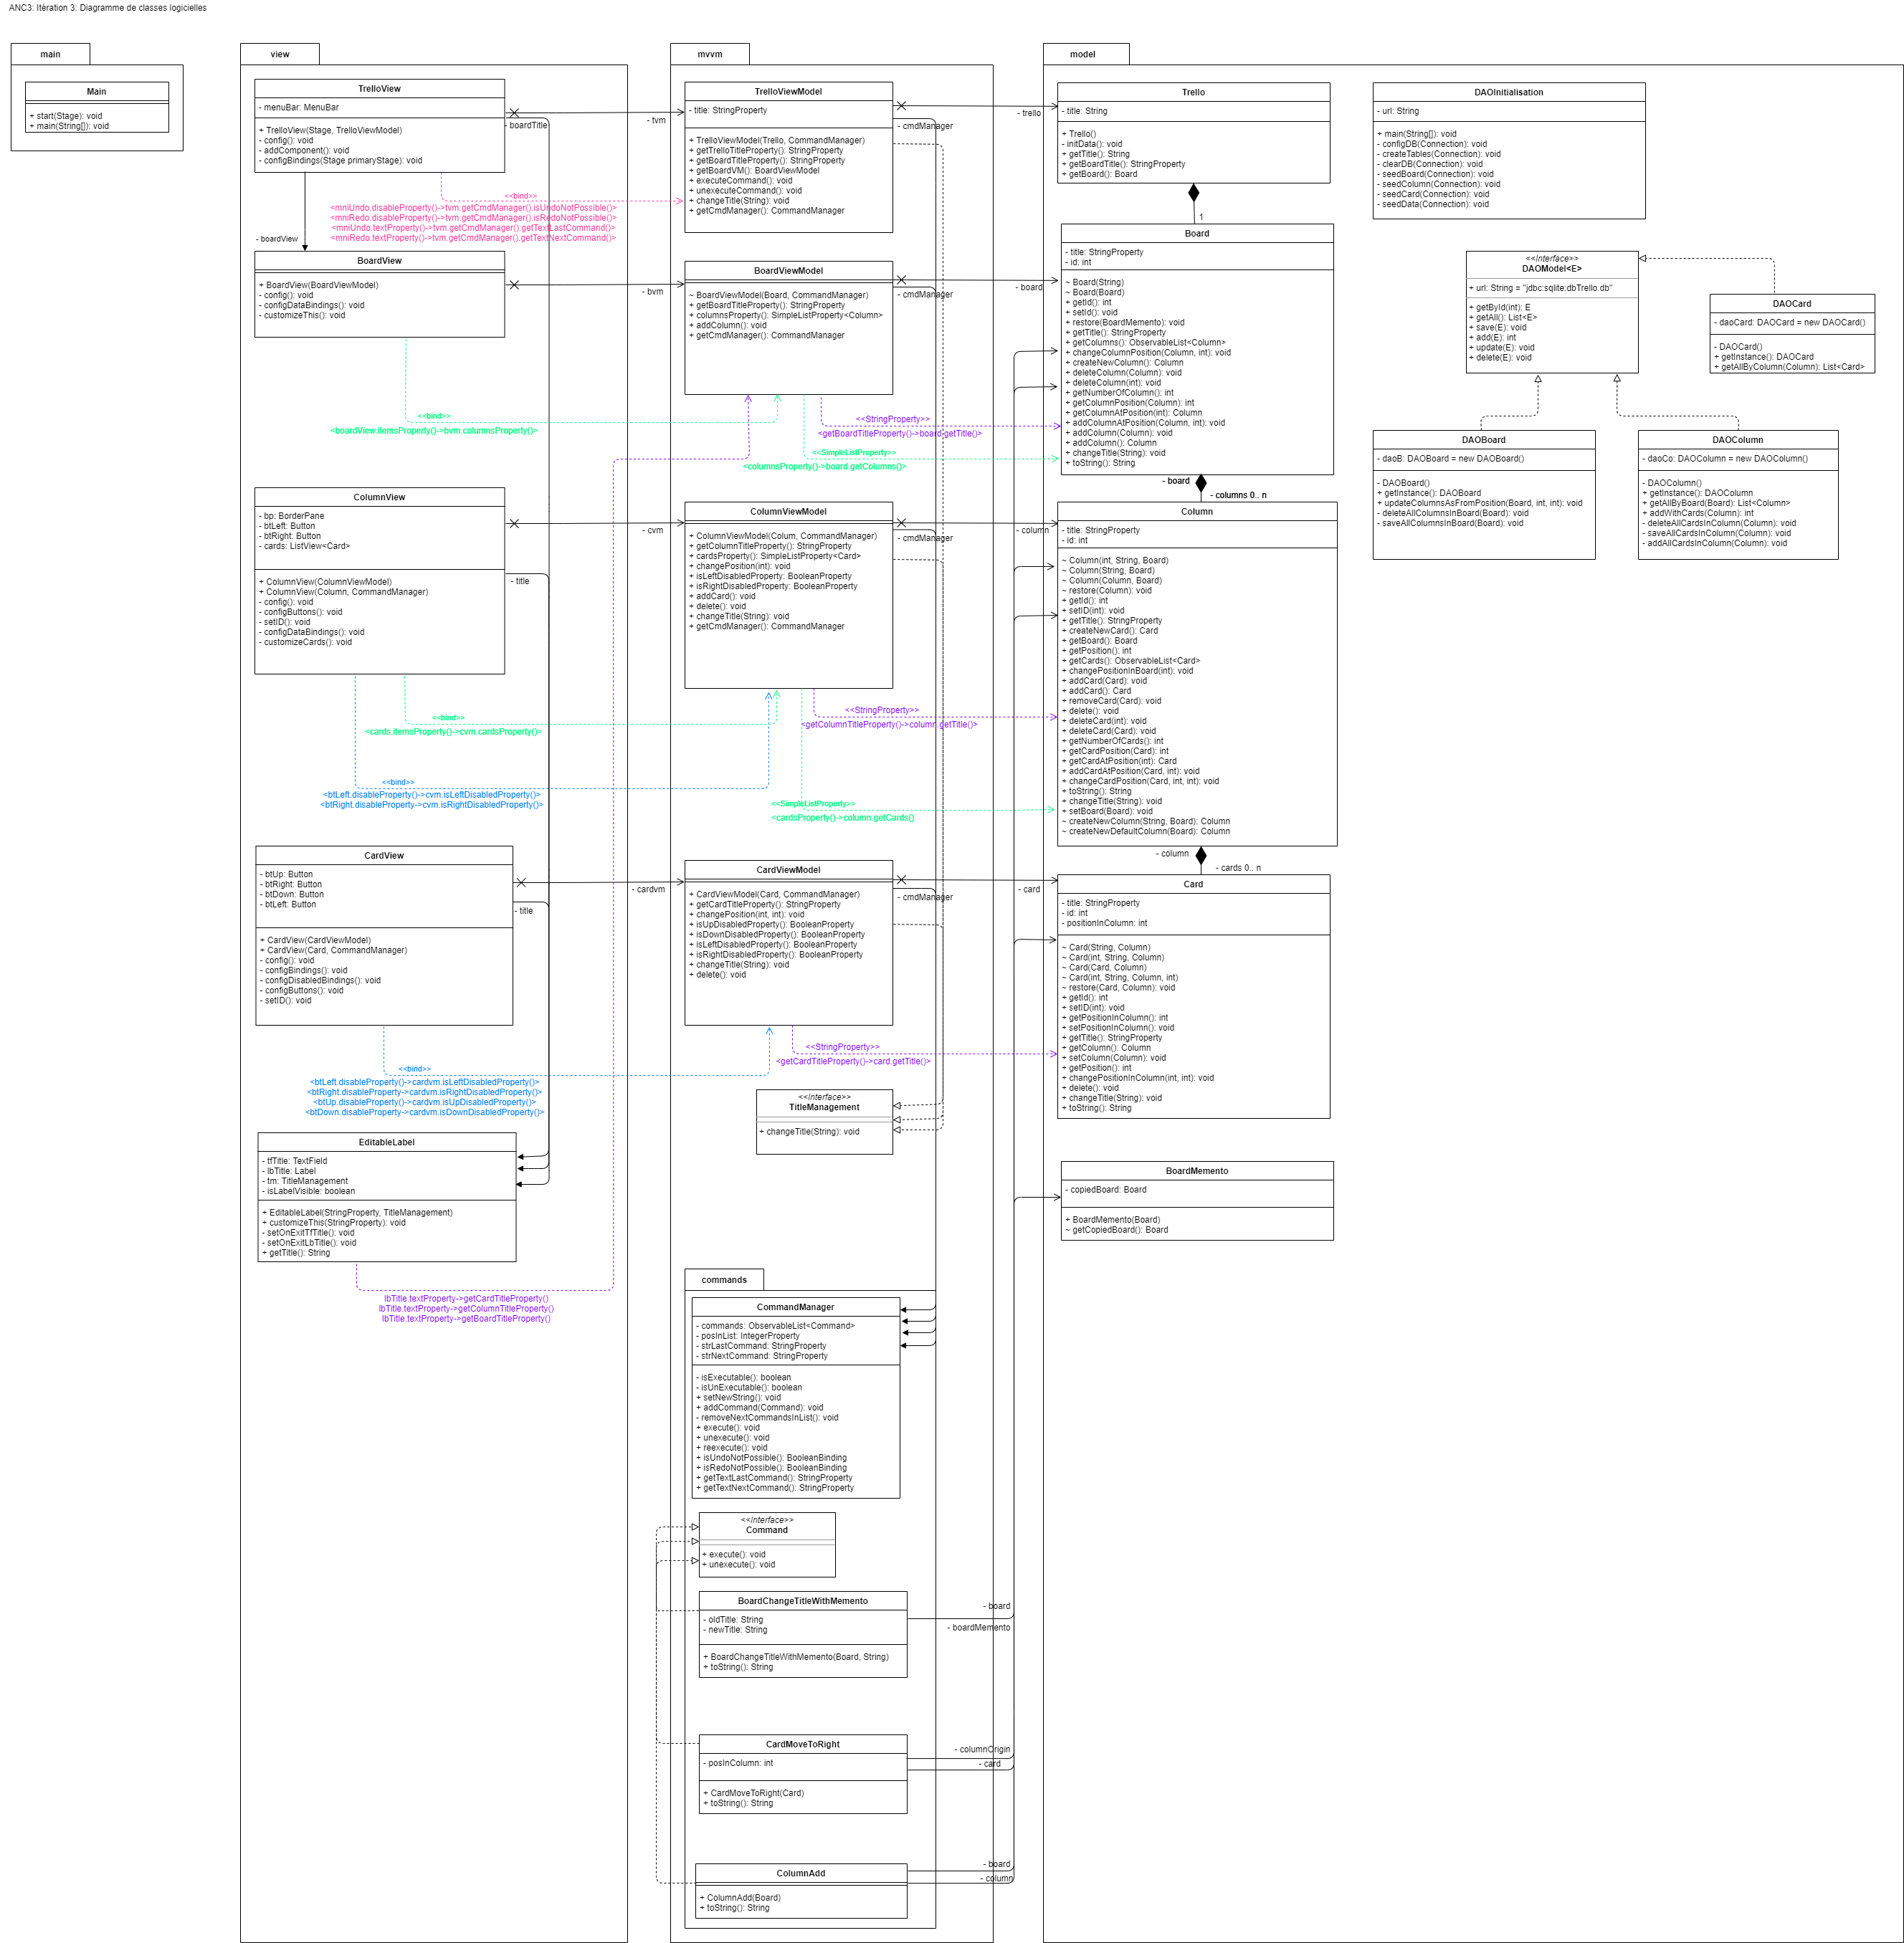 ANC3: Itération 3: Diagramme de classes logicielles
main
Main
+ start(Stage): void
+ main(String[]): void
view
TrelloView
- menuBar: MenuBar
+ TrelloView(Stage, TrelloViewModel)
- config(): void
- addComponent(): void
- configBindings(Stage primaryStage): void
- boardTitle
- tvm
<<bind>>
<mniUndo.disableProperty()->tvm.getCmdManager().isUndoNotPossible()>
<mniRedo.disableProperty()->tvm.getCmdManager().isRedoNotPossible()>
<mniUndo.textProperty()->tvm.getCmdManager().getTextLastCommand()>
<mniRedo.textProperty()->tvm.getCmdManager().getTextNextCommand()>
- boardView
BoardView
+ BoardView(BoardViewModel)
- config(): void
- configDataBindings(): void
- customizeThis(): void
- bvm
<<bind>>
<boardView.itemsProperty()->bvm.columnsProperty()>
ColumnView
- bp: BorderPane
- btLeft: Button
- btRight: Button
- cards: ListView<Card>
+ ColumnView(ColumnViewModel)
+ ColumnView(Column, CommandManager)
- config(): void
- configButtons(): void
- setID(): void
- configDataBindings(): void
- customizeCards(): void
- cvm
- title
<<bind>>
<cards.itemsProperty()->cvm.cardsProperty()>
<<bind>>
<btLeft.disableProperty()->cvm.isLeftDisabledProperty()>
<btRight.disableProperty->cvm.isRightDisabledProperty()>
CardView
- btUp: Button
- btRight: Button
- btDown: Button
- btLeft: Button
+ CardView(CardViewModel)
+ CardView(Card, CommandManager)
- config(): void
- configBindings(): void
- configDisabledBindings(): void
- configButtons(): void
- setID(): void
- cardvm
- title
<<bind>>
<btLeft.disableProperty()->cardvm.isLeftDisabledProperty()>
<btRight.disableProperty->cardvm.isRightDisabledProperty()>
<btUp.disableProperty()->cardvm.isUpDisabledProperty()>
<btDown.disableProperty->cardvm.isDownDisabledProperty()>
EditableLabel
- tfTitle: TextField
- lbTitle: Label
- tm: TitleManagement
- isLabelVisible: boolean
+ EditableLabel(StringProperty, TitleManagement)
+ customizeThis(StringProperty): void
- setOnExitTfTitle(): void
- setOnExitLbTitle(): void
+ getTitle(): String
lbTitle.textProperty->getCardTitleProperty()
lbTitle.textProperty->getColumnTitleProperty()
lbTitle.textProperty->getBoardTitleProperty()
mvvm
TrelloViewModel
- title: StringProperty
+ TrelloViewModel(Trello, CommandManager)
+ getTrelloTitleProperty(): StringProperty
+ getBoardTitleProperty(): StringProperty
+ getBoardVM(): BoardViewModel
+ executeCommand(): void
+ unexecuteCommand(): void
+ changeTitle(String): void
+ getCmdManager(): CommandManager
- cmdManager
- trello
BoardViewModel
~ BoardViewModel(Board, CommandManager)
+ getBoardTitleProperty(): StringProperty
+ columnsProperty(): SimpleListProperty<Column>
+ addColumn(): void
+ getCmdManager(): CommandManager
- cmdManager
- board
<<StringProperty>>
<getBoardTitleProperty()->board.getTitle()>
<<SimpleListProperty>>
<columnsProperty()->board.getColumns()>
ColumnViewModel
+ ColumnViewModel(Colum, CommandManager)
+ getColumnTitleProperty(): StringProperty
+ cardsProperty(): SimpleListProperty<Card>
+ changePosition(int): void
+ isLeftDisabledProperty: BooleanProperty
+ isRightDisabledProperty: BooleanProperty
+ addCard(): void
+ delete(): void
+ changeTitle(String): void
+ getCmdManager(): CommandManager
- cmdManager
- column
<<StringProperty>>
<getColumnTitleProperty()->column.getTitle()>
<<SimpleListProperty>>
<cardsProperty()->column.getCards()
CardViewModel
+ CardViewModel(Card, CommandManager)
+ getCardTitleProperty(): StringProperty
+ changePosition(int, int): void
+ isUpDisabledProperty(): BooleanProperty
+ isDownDisabledProperty(): BooleanProperty
+ isLeftDisabledProperty(): BooleanProperty
+ isRightDisabledProperty(): BooleanProperty
+ changeTitle(String): void
+ delete(): void
- cmdManager
- card
<<StringProperty>>
<getCardTitleProperty()->card.getTitle()>
<<interface>>
TitleManagement
+ changeTitle(String): void
commands
CommandManager
- commands: ObservableList<Command>
- posInList: IntegerProperty
- strLastCommand: StringProperty
- strNextCommand: StringProperty
- isExecutable(): boolean
- isUnExecutable(): boolean
+ setNewString(): void
+ addCommand(Command): void
- removeNextCommandsInList(): void
+ execute(): void
+ unexecute(): void
+ reexecute(): void
+ isUndoNotPossible(): BooleanBinding
+ isRedoNotPossible(): BooleanBinding
+ getTextLastCommand(): StringProperty
+ getTextNextCommand(): StringProperty
<<interface>>
Command
+ execute(): void
+ unexecute(): void
BoardChangeTitleWithMemento
- oldTitle: String
- newTitle: String
+ BoardChangeTitleWithMemento(Board, String)
+ toString(): String
- board
- boardMemento
CardMoveToRight
- posInColumn: int
+ CardMoveToRight(Card)
+ toString(): String
- columnOrigin
- card
ColumnAdd
+ ColumnAdd(Board)
+ toString(): String
- board
- column
model
Trello
- title: String
+ Trello()
- initData(): void
+ getTitle(): String
+ getBoardTitle(): StringProperty
+ getBoard(): Board
1
Board
- title: StringProperty
- id: int
~ Board(String)
~ Board(Board)
+ getId(): int
+ setId(): void
+ restore(BoardMemento): void
+ getTitle(): StringProperty
+ getColumns(): ObservableList<Column>
+ changeColumnPosition(Column, int): void
+ createNewColumn(): Column
+ deleteColumn(Column): void
+ deleteColumn(int): void
+ getNumberOfColumn(): int
+ getColumnPosition(Column): int
+ getColumnAtPosition(int): Column
+ addColumnAtPosition(Column, int): void
+ addColumn(Column): void
+ addColumn(): Column
+ changeTitle(String): void
+ toString(): String
- board
- columns 0.. n
Column
- title: StringProperty
- id: int
~ Column(int, String, Board)
~ Column(String, Board)
~ Column(Column, Board)
~ restore(Column): void
+ getId(): int
+ setID(int): void
+ getTitle(): StringProperty
+ createNewCard(): Card
+ getBoard(): Board
+ getPosition(): int
+ getCards(): ObservableList<Card>
+ changePositionInBoard(int): void
+ addCard(Card): void
+ addCard(): Card
+ removeCard(Card): void
+ delete(): void
+ deleteCard(int): void
+ deleteCard(Card): void
+ getNumberOfCards(): int
+ getCardPosition(Card): int
+ getCardAtPosition(int): Card
+ addCardAtPosition(Card, int): void
+ changeCardPosition(Card, int, int): void
+ toString(): String
+ changeTitle(String): void
+ setBoard(Board): void
~ createNewColumn(String, Board): Column
~ createNewDefaultColumn(Board): Column
- column
- cards 0.. n
Card
- title: StringProperty
- id: int
- positionInColumn: int
~ Card(String, Column)
~ Card(int, String, Column)
~ Card(Card, Column)
~ Card(int, String, Column, int)
~ restore(Card, Column): void
+ getId(): int
+ setID(int): void
+ getPositionInColumn(): int
+ setPositionInColumn(): void
+ getTitle(): StringProperty
+ getColumn(): Column
+ setColumn(Column): void
+ getPosition(): int
+ changePositionInColumn(int, int): void
+ delete(): void
+ changeTitle(String): void
+ toString(): String
BoardMemento
- copiedBoard: Board
+ BoardMemento(Board)
~ getCopiedBoard(): Board
DAOInitialisation
- url: String
+ main(String[]): void
- configDB(Connection): void
- createTables(Connection): void
- clearDB(Connection): void
- seedBoard(Connection): void
- seedColumn(Connection): void
- seedCard(Connection): void
- seedData(Connection): void
<<interface>>
DAOModel<E>
+ url: String = "jdbc:sqlite:dbTrello.db"
+ getById(int): E
+ getAll(): List<E>
+ save(E): void
+ add(E): int
+ update(E): void
+ delete(E): void
DAOCard
- daoCard: DAOCard = new DAOCard()
- DAOCard()
+ getInstance(): DAOCard
+ getAllByColumn(Column): List<Card>
DAOBoard
- daoB: DAOBoard = new DAOBoard()
- DAOBoard()
+ getInstance(): DAOBoard
+ updateColumnsAsFromPosition(Board, int, int): void
- deleteAllColumnsInBoard(Board): void
- saveAllColumnsInBoard(Board): void
DAOColumn
- daoCo: DAOColumn = new DAOColumn()
- DAOColumn()
+ getInstance(): DAOColumn
+ getAllByBoard(Board): List<Column>
+ addWithCards(Column): int
- deleteAllCardsInColumn(Column): void
- saveAllCardsInColumn(Column): void
- addAllCardsInColumn(Column): void